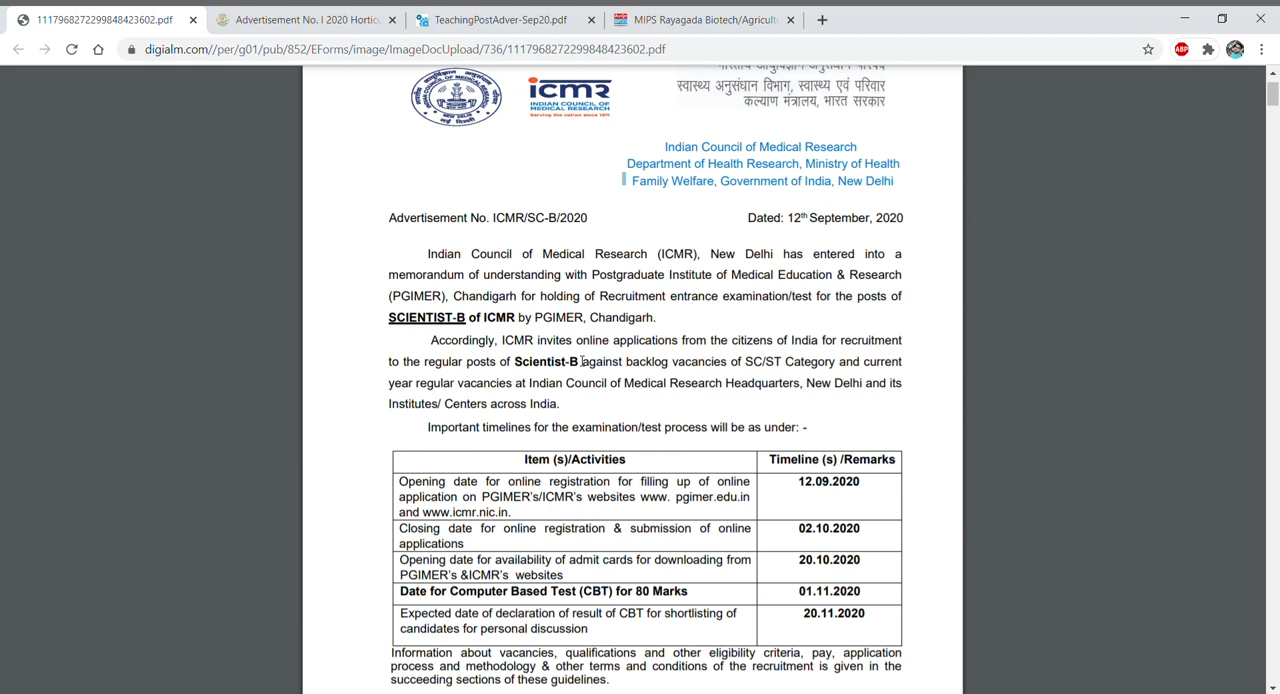 1117968272299848423602.pdf
Advertisement No. I 2020 Hortic
TeachingPostAdver-Sep20.pdf
MIPS Rayagada Biotech/Agricult
digialm.com//per/g01/pub/852/EForms/image/ImageDocUpload/736/1117968272299848423602.pdf
ABP
स्वास्थ्य अनुसंधान विभाग, स्वास्थ्य एवं परिवार
कल्याण मंत्रालय, भारत सरकार
icmr
INDIAN COUNCIL OF
MEDICAL RESEARCH
Serving the nation since 1911
Indian Council of Medical Research
Department of Health Research, Ministry of Health
Family Welfare, Government of India, New Delhi
Advertisement No. ICMR/SC-B/2020 Dated: 12th September, 2020
Indian Council of Medical Research (ICMR), New Delhi has entered into a
memorandum of understanding with Postgraduate Institute of Medical Education & Research
(PGIMER), Chandigarh for holding of Recruitment entrance examination/test for the posts of
SCIENTIST-B of ICMR by PGIMER, Chandigarh.
Accordingly, ICMR invites online applications from the citizens of India for recruitment
to the regular posts of Scientist-B against backlog vacancies of SC/ST Category and current
year regular vacancies at Indian Council of Medical Research Headquarters, New Delhi and its
Institutes/ Centers across India.
Important timelines for the examination/test process will be as under: -
Item (s)/Activities Timeline (s) /Remarks
Opening date for online registration for filling up of online 12.09.2020
application on PGIMER's/ICMR's websites www. pgimer.edu.in
and www.icmr.nic.in.
Closing date for online registration & submission of online 02.10.2020
applications
Opening date for availability of admit cards for downloading from 20.10.2020
PGIMER's &ICMR's websites
Date for Computer Based Test (CBT) for 80 Marks 01.11.2020
Expected date of declaration of result of CBT for shortlisting of 20.11.2020
candidates for personal discussion
Information about vacancies, qualifications and other eligibility criteria, pay, application
process and methodology & other terms and conditions of the recruitment is given in the
succeeding sections of these guidelines.